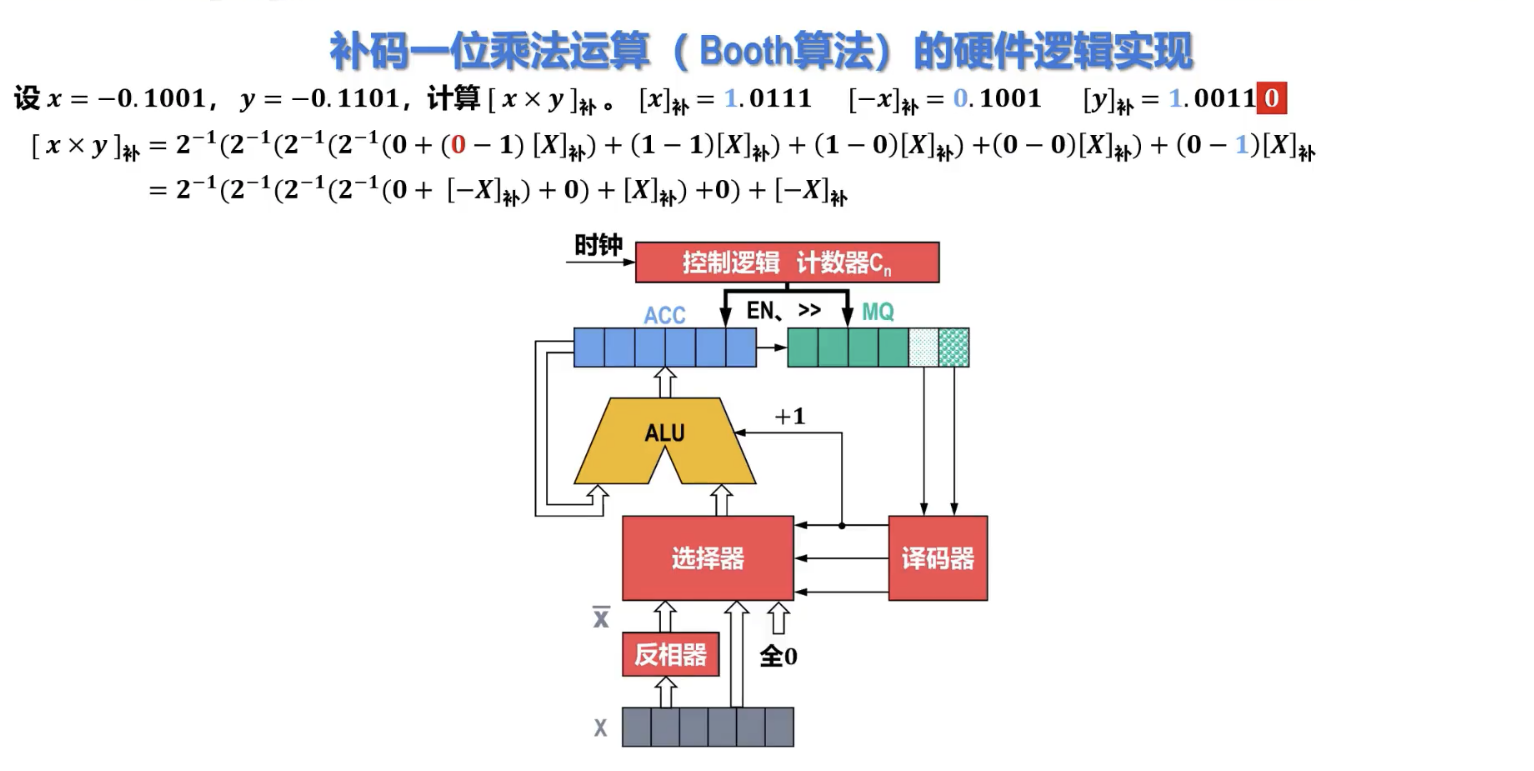 补码一位乘法运算（Booth算法）的硬件逻辑实现
设 x = −0.1001， y = −0.1101，计算 [ x × y ]补 。 [x]补 = 1.0111 [−x]补 = 0.1001 [y]补 = 1.0011 0
[ x × y ]补 = 2⁻¹(2⁻¹(2⁻¹(2⁻¹(0 + (0 − 1) [X]补) + (1 − 1)[X]补) + (1 − 0)[X]补) +(0 − 0)[X]补) + (0 − 1)[X]补
= 2⁻¹(2⁻¹(2⁻¹(2⁻¹(0 + [−X]补) + 0) + [X]补) +0) + [−X]补
时钟
控制逻辑 计数器Cn
ACC
EN、 >>
MQ
+1
ALU
选择器
译码器
X̅
反相器
全0
X